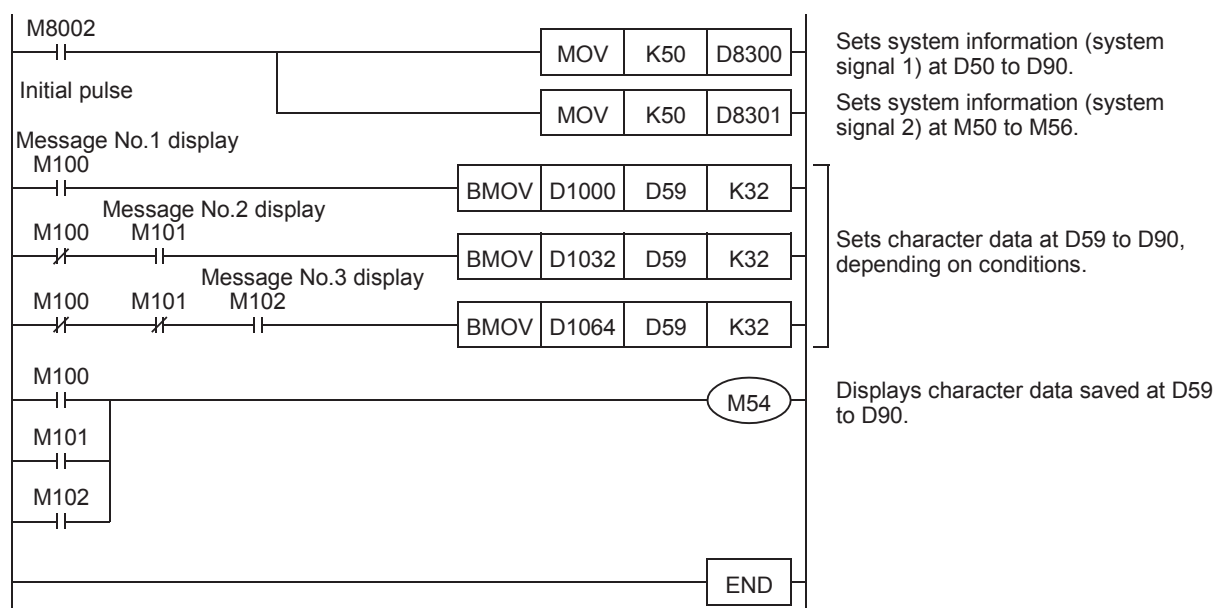 M8002
MOV K50 D8300
Sets system information (system
signal 1) at D50 to D90.
Initial pulse
MOV K50 D8301
Sets system information (system
signal 2) at M50 to M56.
Message No.1 display
M100
BMOV D1000 D59 K32
Message No.2 display
M100 M101
BMOV D1032 D59 K32
Sets character data at D59 to D90,
depending on conditions.
Message No.3 display
M100 M101 M102
BMOV D1064 D59 K32
M100
M54
Displays character data saved at D59
to D90.
M101
M102
END